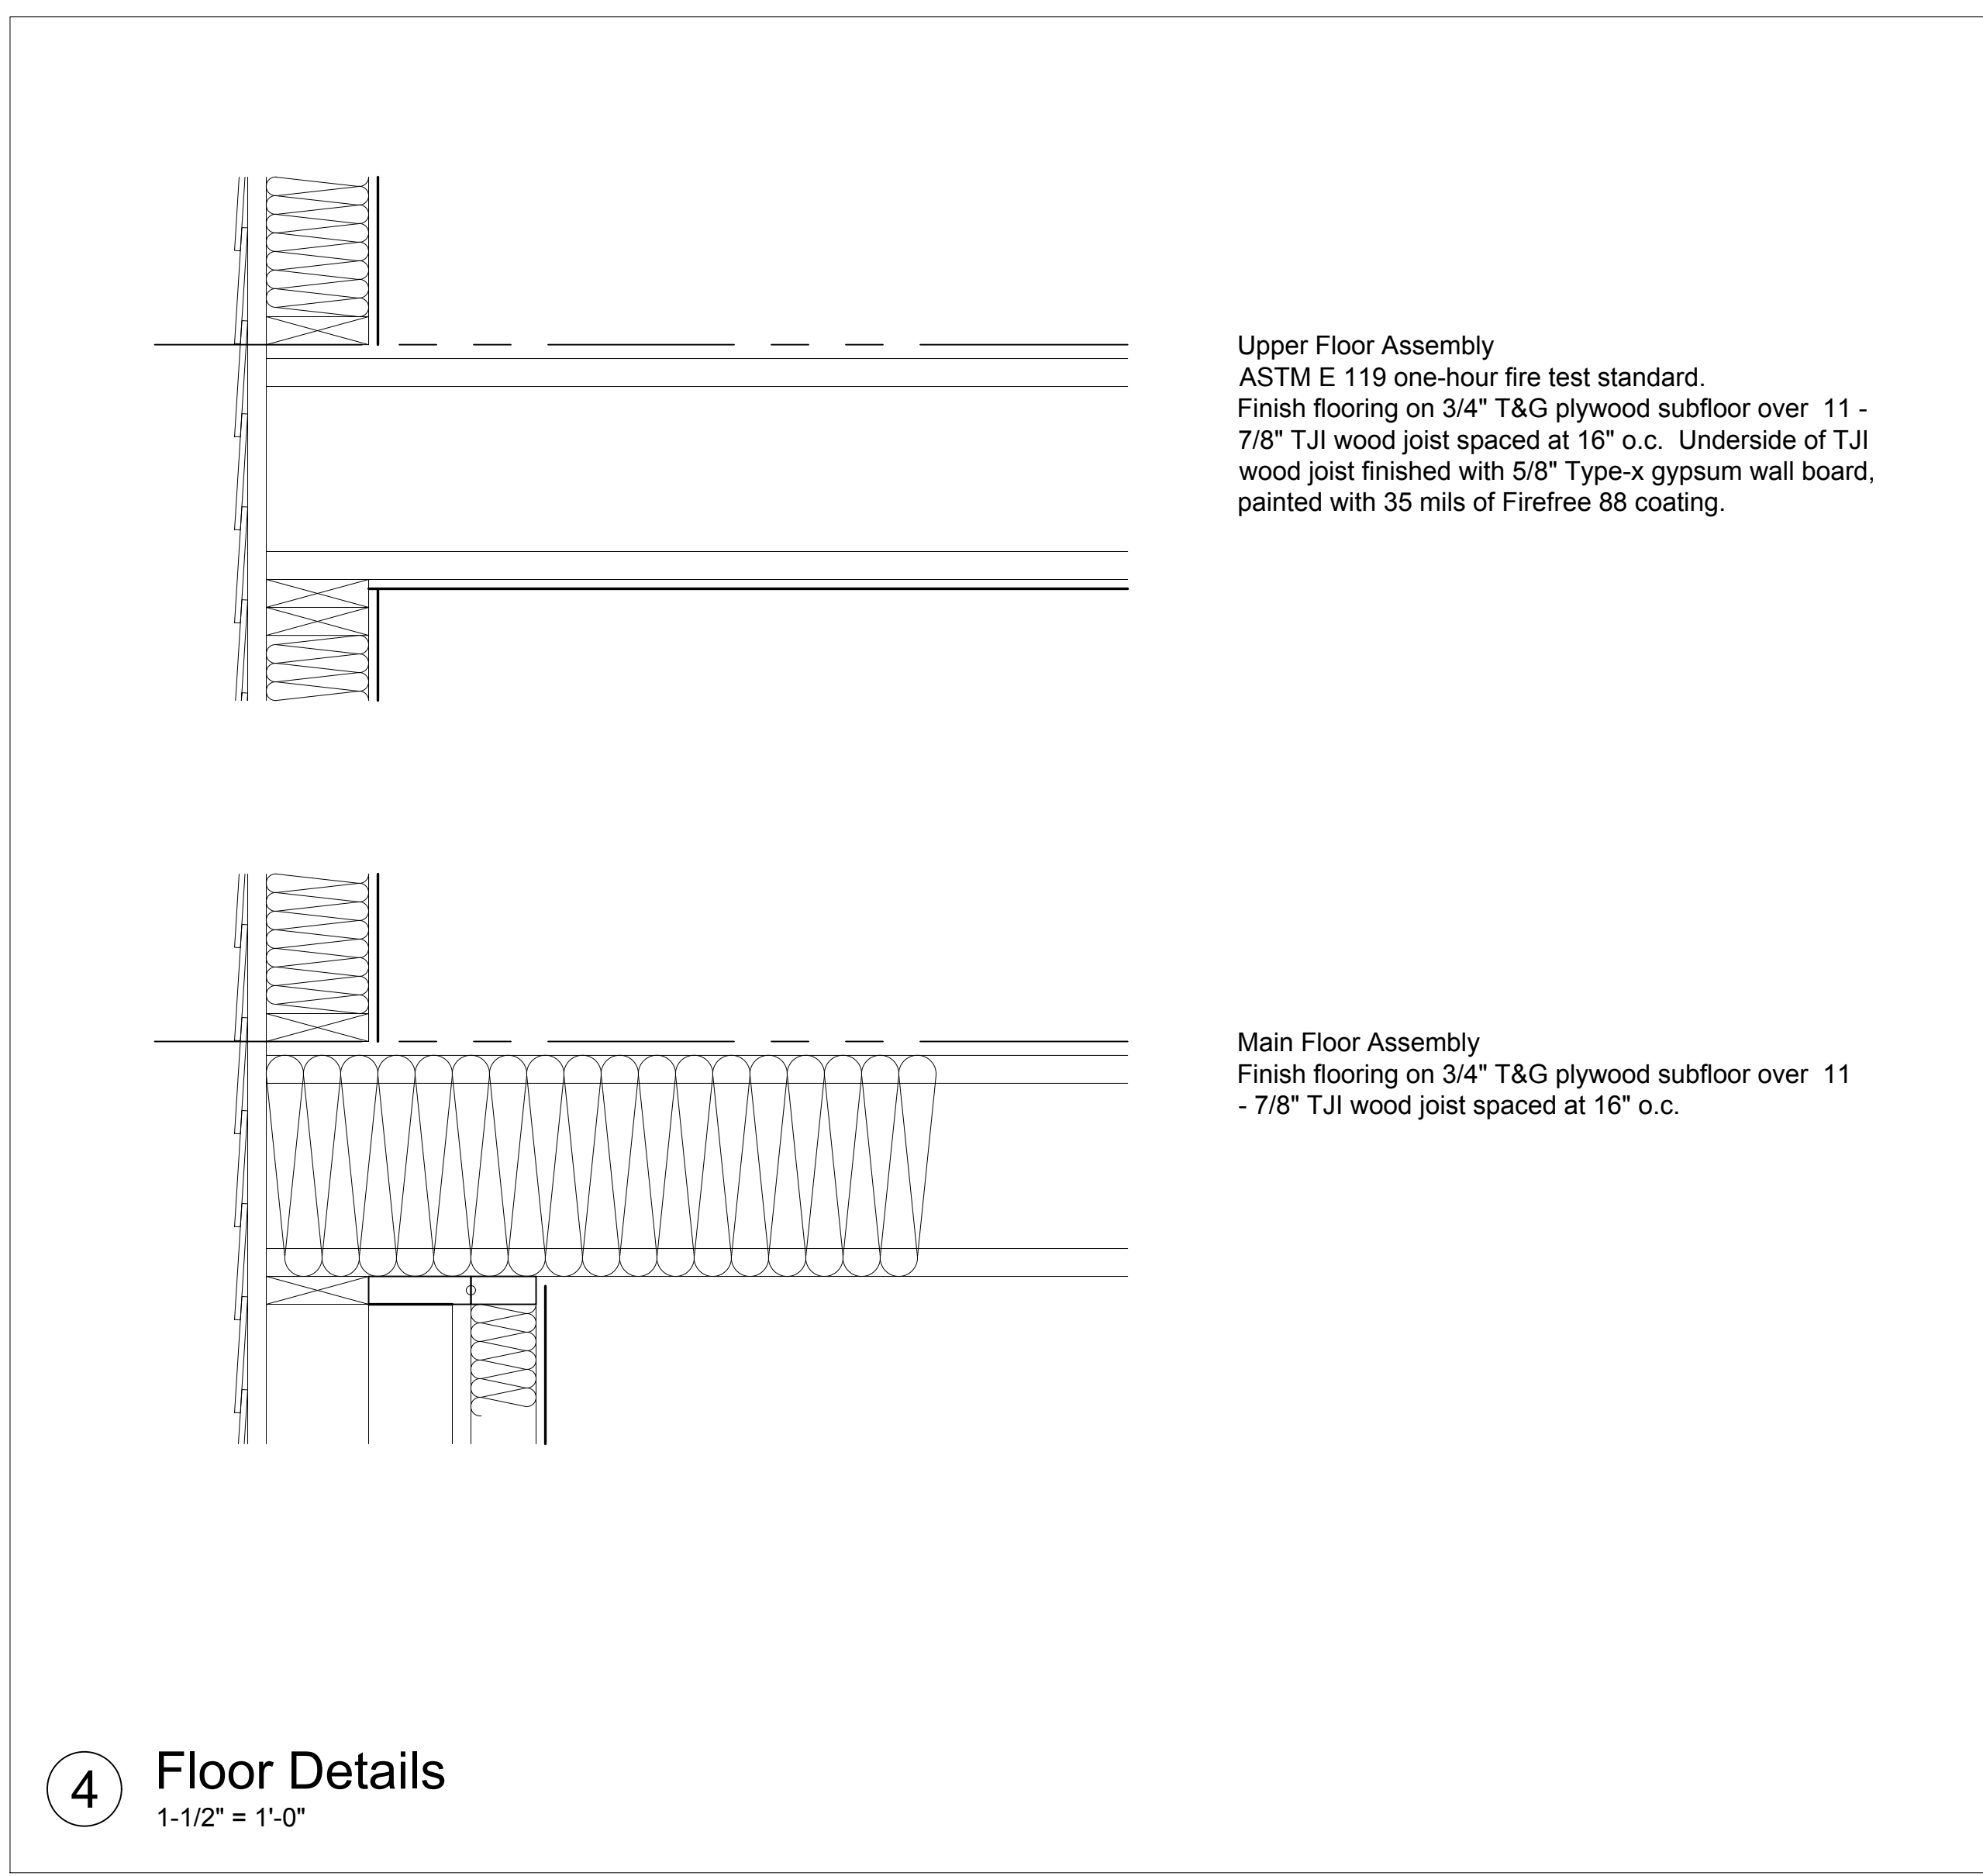 Upper Floor Assembly
ASTM E 119 one-hour fire test standard.
Finish flooring on 3/4" T&G plywood subfloor over  11 -
7/8" TJI wood joist spaced at 16" o.c.  Underside of TJI
wood joist finished with 5/8" Type-x gypsum wall board,
painted with 35 mils of Firefree 88 coating.
Main Floor Assembly
Finish flooring on 3/4" T&G plywood subfloor over  11
- 7/8" TJI wood joist spaced at 16" o.c.
4 Floor Details
1-1/2" = 1'-0"